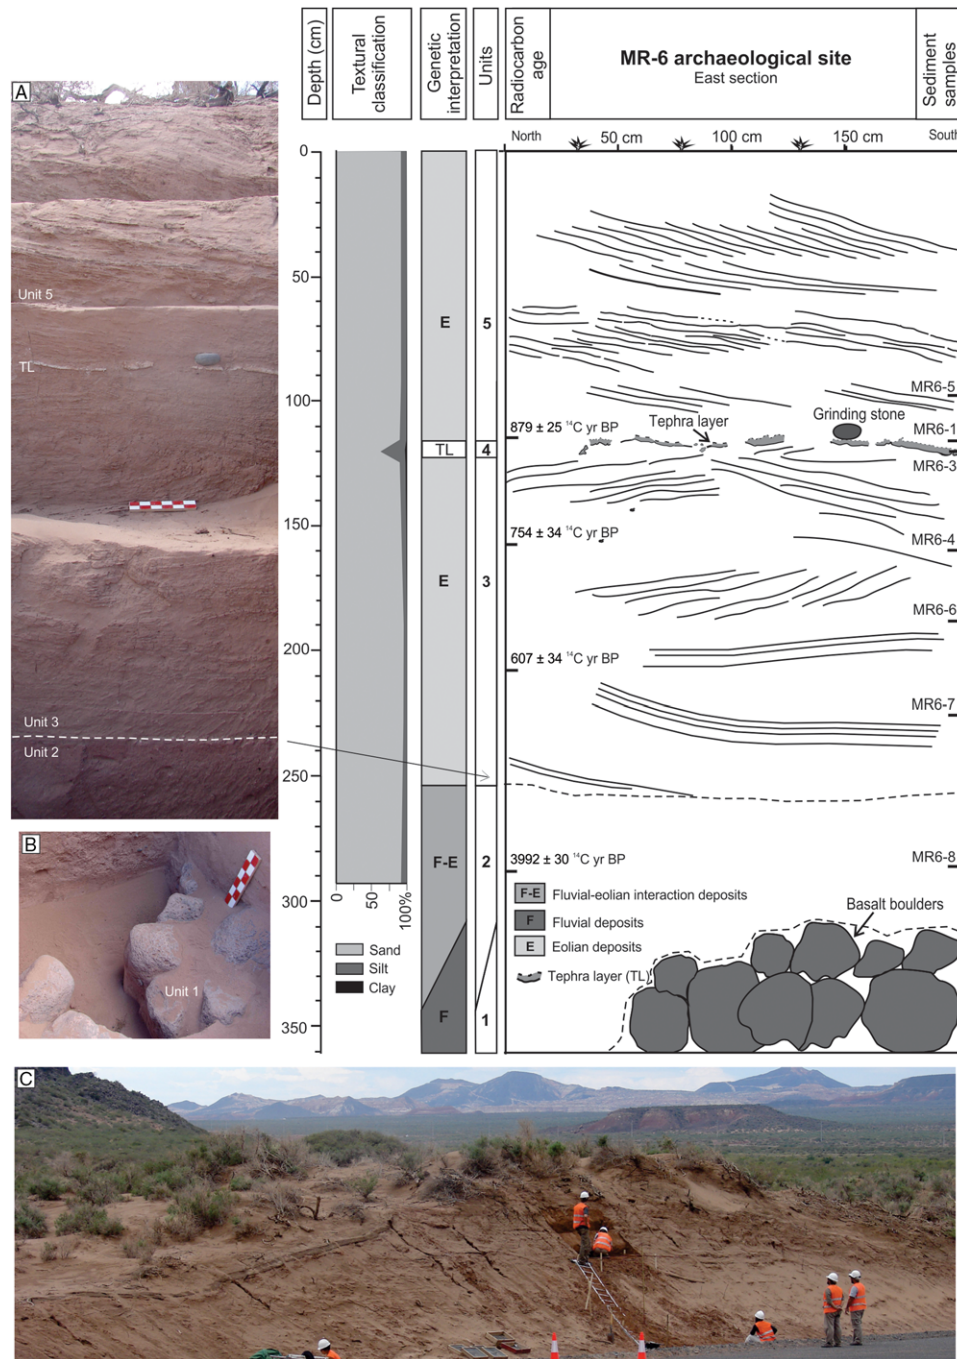 Depth (cm)
Textural
classification
Genetic
interpretation
Units
Radiocarbon
age
MR-6 archaeological site
East section
Sediment
samples
North
50 cm
100 cm
150 cm
South
A
Unit 5
TL
Unit 3
Unit 2
B
Unit 1
0
50
100
150
200
250
300
350
0
50
100%
Sand
Silt
Clay
E
TL
E
F-E
F
5
4
3
2
1
879 ± 25 ¹⁴C yr BP
754 ± 34 ¹⁴C yr BP
607 ± 34 ¹⁴C yr BP
3992 ± 30 ¹⁴C yr BP
Tephra layer
Grinding stone
MR6-5
MR6-1
MR6-3
MR6-4
MR6-6
MR6-7
MR6-8
F-E Fluvial-eolian interaction deposits
F Fluvial deposits
E Eolian deposits
Tephra layer (TL)
Basalt boulders
C